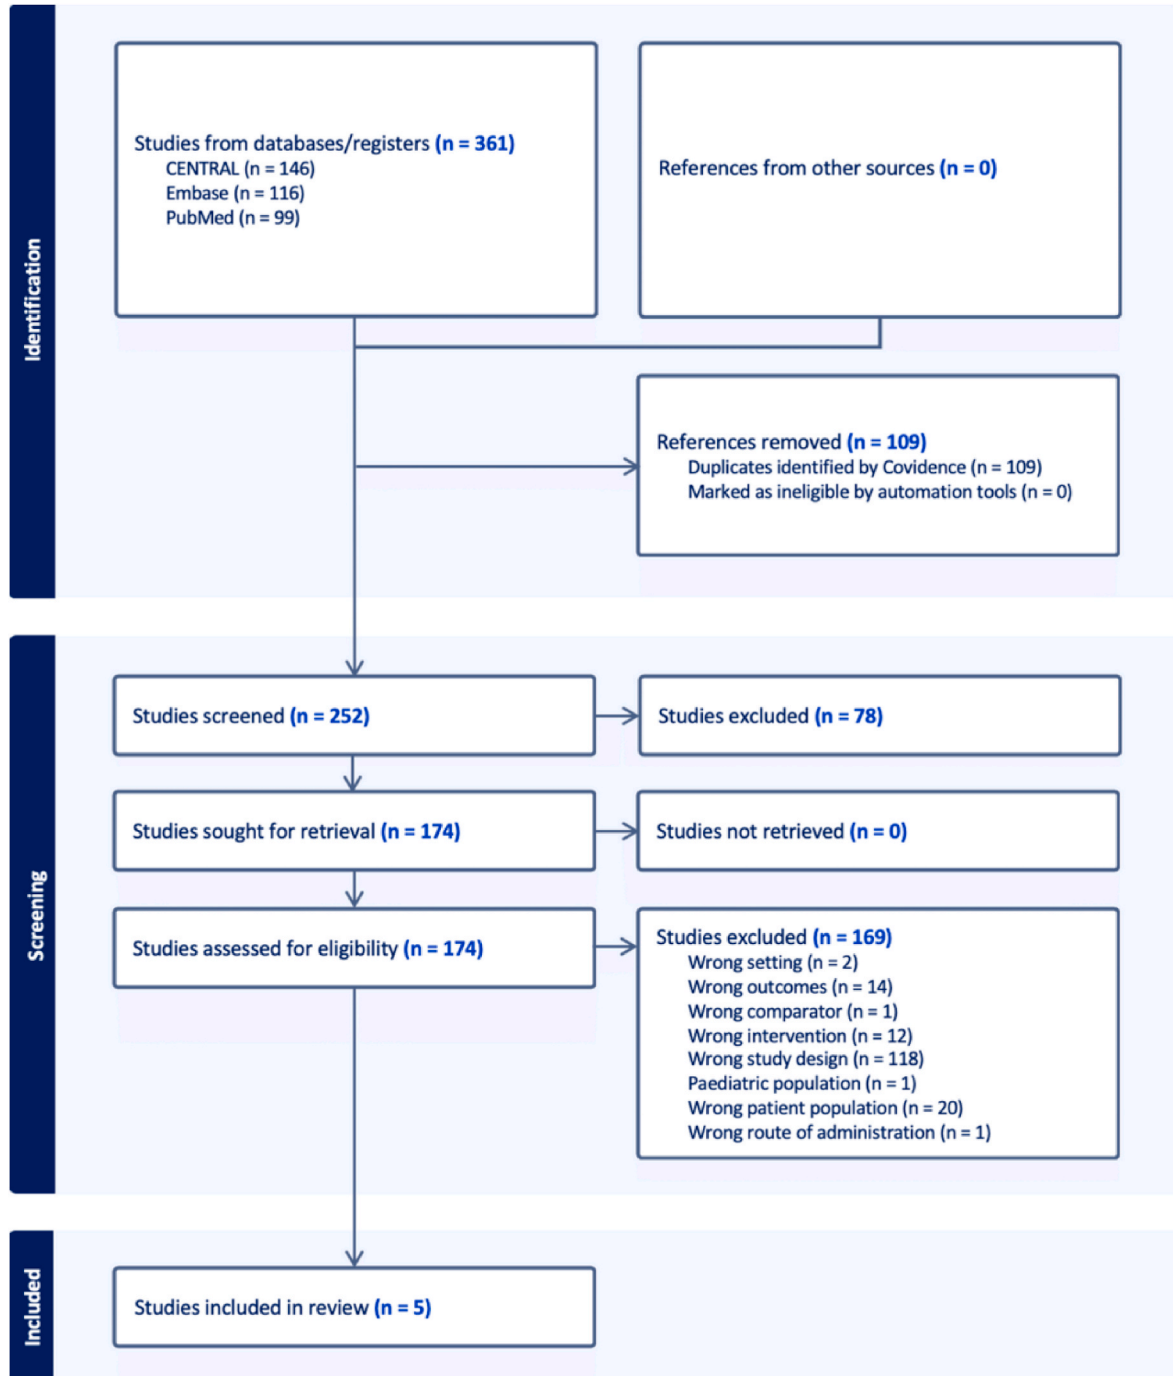 Identification
Studies from databases/registers (n = 361)
CENTRAL (n = 146)
Embase (n = 116)
PubMed (n = 99)
References from other sources (n = 0)
References removed (n = 109)
Duplicates identified by Covidence (n = 109)
Marked as ineligible by automation tools (n = 0)
Screening
Studies screened (n = 252)
Studies excluded (n = 78)
Studies sought for retrieval (n = 174)
Studies not retrieved (n = 0)
Studies assessed for eligibility (n = 174)
Studies excluded (n = 169)
Wrong setting (n = 2)
Wrong outcomes (n = 14)
Wrong comparator (n = 1)
Wrong intervention (n = 12)
Wrong study design (n = 118)
Paediatric population (n = 1)
Wrong patient population (n = 20)
Wrong route of administration (n = 1)
Included
Studies included in review (n = 5)